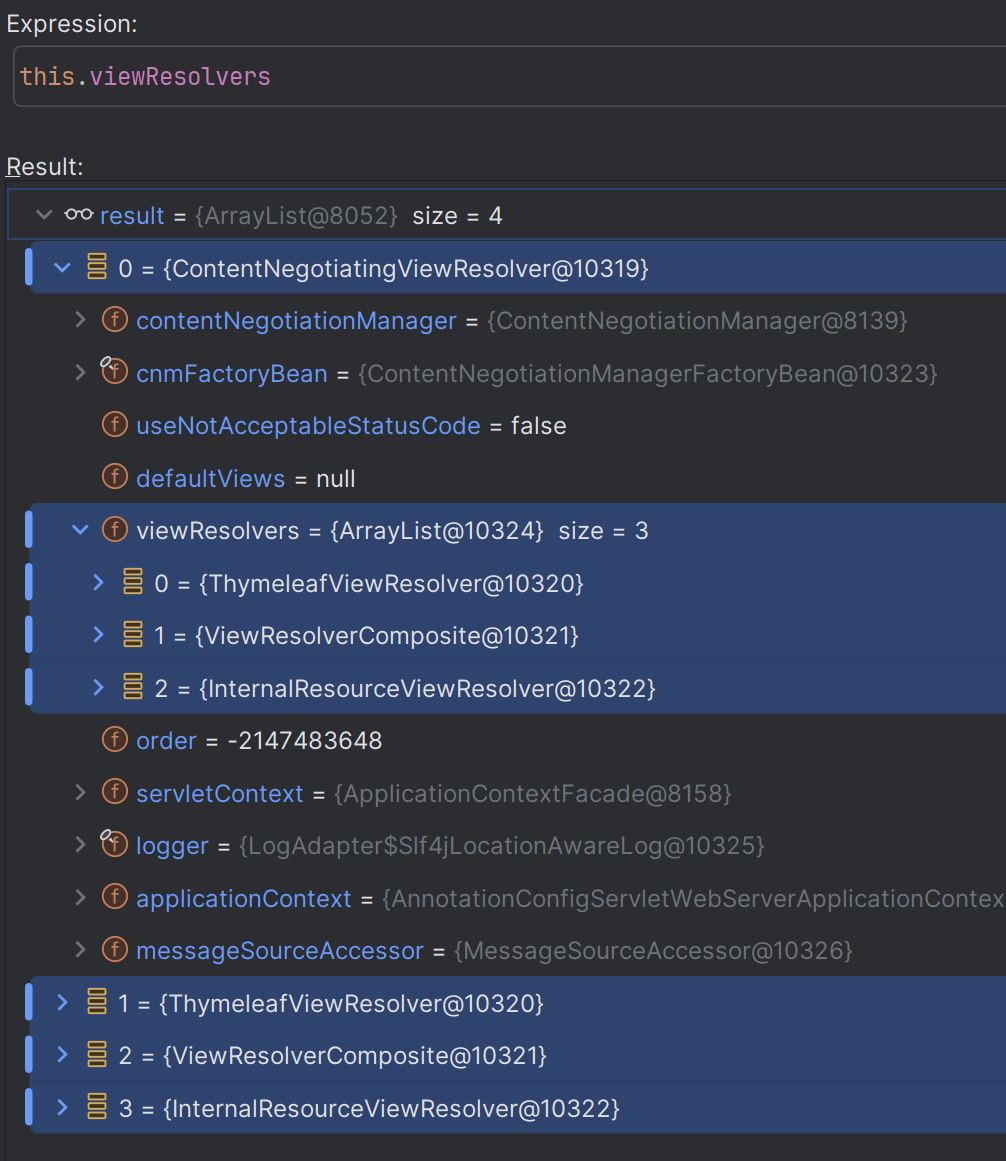 Expression:
this.viewResolvers
Result:
result = {ArrayList@8052} size = 4
0 = {ContentNegotiatingViewResolver@10319}
f contentNegotiationManager = {ContentNegotiationManager@8139}
f cnmFactoryBean = {ContentNegotiationManagerFactoryBean@10323}
f useNotAcceptableStatusCode = false
f defaultViews = null
f viewResolvers = {ArrayList@10324} size = 3
0 = {ThymeleafViewResolver@10320}
1 = {ViewResolverComposite@10321}
2 = {InternalResourceViewResolver@10322}
f order = -2147483648
f servletContext = {ApplicationContextFacade@8158}
f logger = {LogAdapter$Slf4jLocationAwareLog@10325}
f applicationContext = {AnnotationConfigServletWebServerApplicationContex
f messageSourceAccessor = {MessageSourceAccessor@10326}
1 = {ThymeleafViewResolver@10320}
2 = {ViewResolverComposite@10321}
3 = {InternalResourceViewResolver@10322}